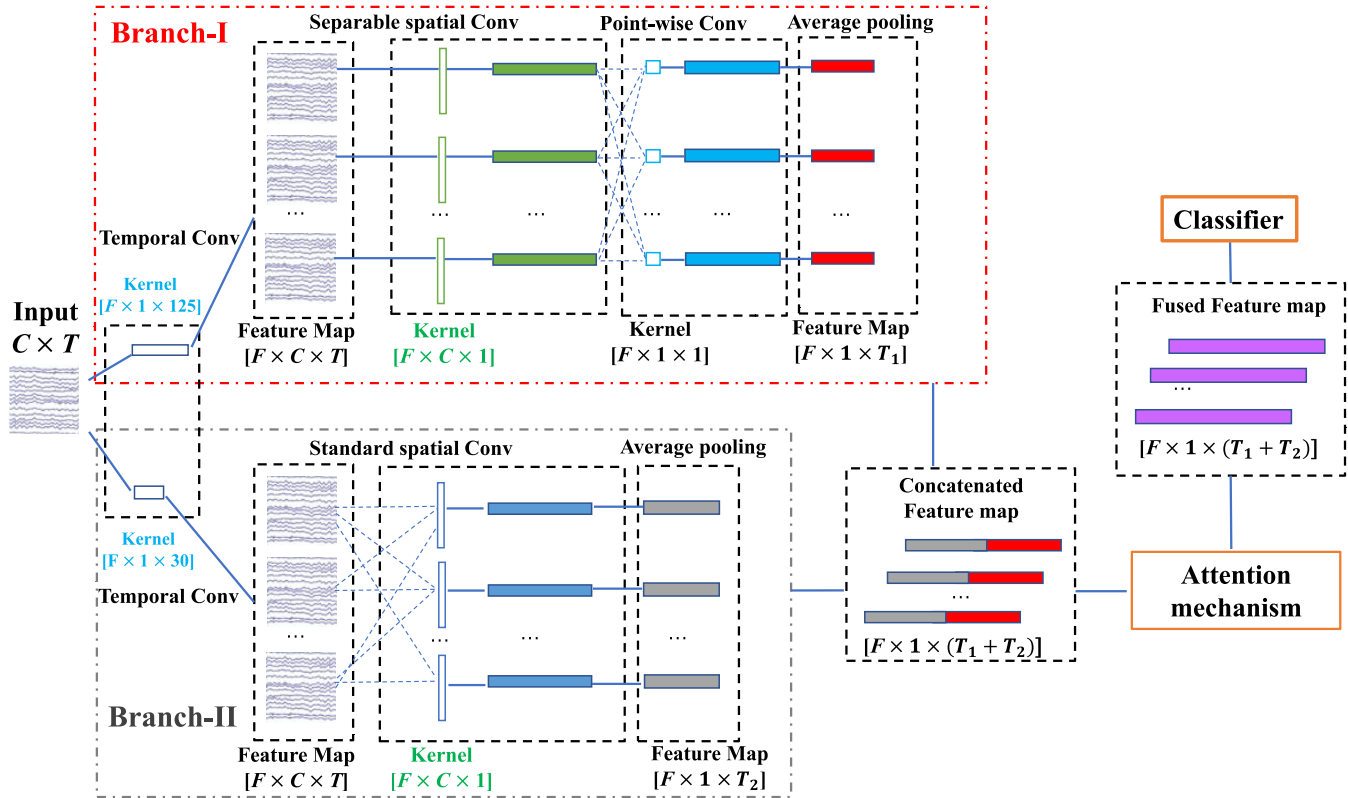 Branch-I
Separable spatial Conv
Point-wise Conv
Average pooling
...
...
...
...
...
Temporal Conv
Kernel
[F × 1 × 125]
Input
C × T
Feature Map
[F × C × T]
Kernel
[F × C × 1]
Kernel
[F × 1 × 1]
Feature Map
[F × 1 × T₁]
Kernel
[F × 1 × 30]
Temporal Conv
Branch-II
Standard spatial Conv
Average pooling
...
...
...
...
Feature Map
[F × C × T]
Kernel
[F × C × 1]
Feature Map
[F × 1 × T₂]
Concatenated
Feature map
...
[F × 1 × (T₁ + T₂)]
Attention
mechanism
Classifier
Fused Feature map
...
[F × 1 × (T₁ + T₂)]